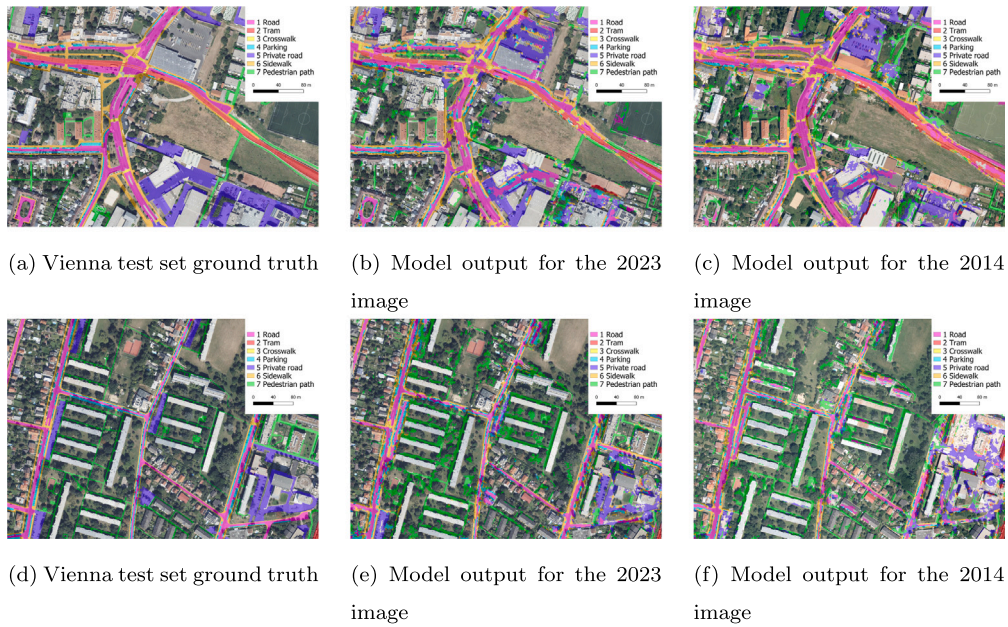 1 Road
2 Tram
3 Crosswalk
4 Parking
5 Private road
6 Sidewalk
7 Pedestrian path
0 40 80 m
1 Road
2 Tram
3 Crosswalk
4 Parking
5 Private road
6 Sidewalk
7 Pedestrian path
0 40 80 m
1 Road
2 Tram
3 Crosswalk
4 Parking
5 Private road
6 Sidewalk
7 Pedestrian path
0 40 80 m
(a) Vienna test set ground truth
(b) Model output for the 2023
image
(c) Model output for the 2014
image
1 Road
2 Tram
3 Crosswalk
4 Parking
5 Private road
6 Sidewalk
7 Pedestrian path
0 40 80 m
1 Road
2 Tram
3 Crosswalk
4 Parking
5 Private road
6 Sidewalk
7 Pedestrian path
0 40 80 m
1 Road
2 Tram
3 Crosswalk
4 Parking
5 Private road
6 Sidewalk
7 Pedestrian path
0 40 80 m
(d) Vienna test set ground truth
(e) Model output for the 2023
image
(f) Model output for the 2014
image